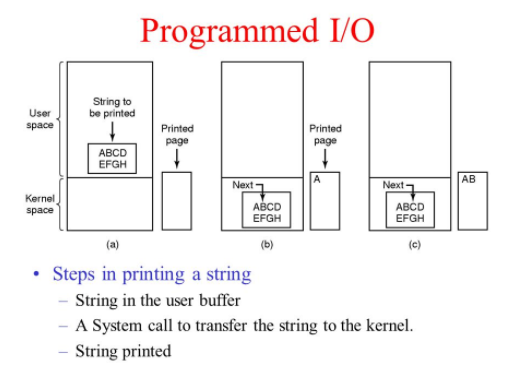 Programmed I/O
String to
be printed
User
space
Printed
page
ABCD
EFGH
Kernel
space
(a)
Printed
page
Next
ABCD
EFGH
A
(b)
Next
ABCD
EFGH
AB
(c)
• Steps in printing a string
– String in the user buffer
– A System call to transfer the string to the kernel.
– String printed